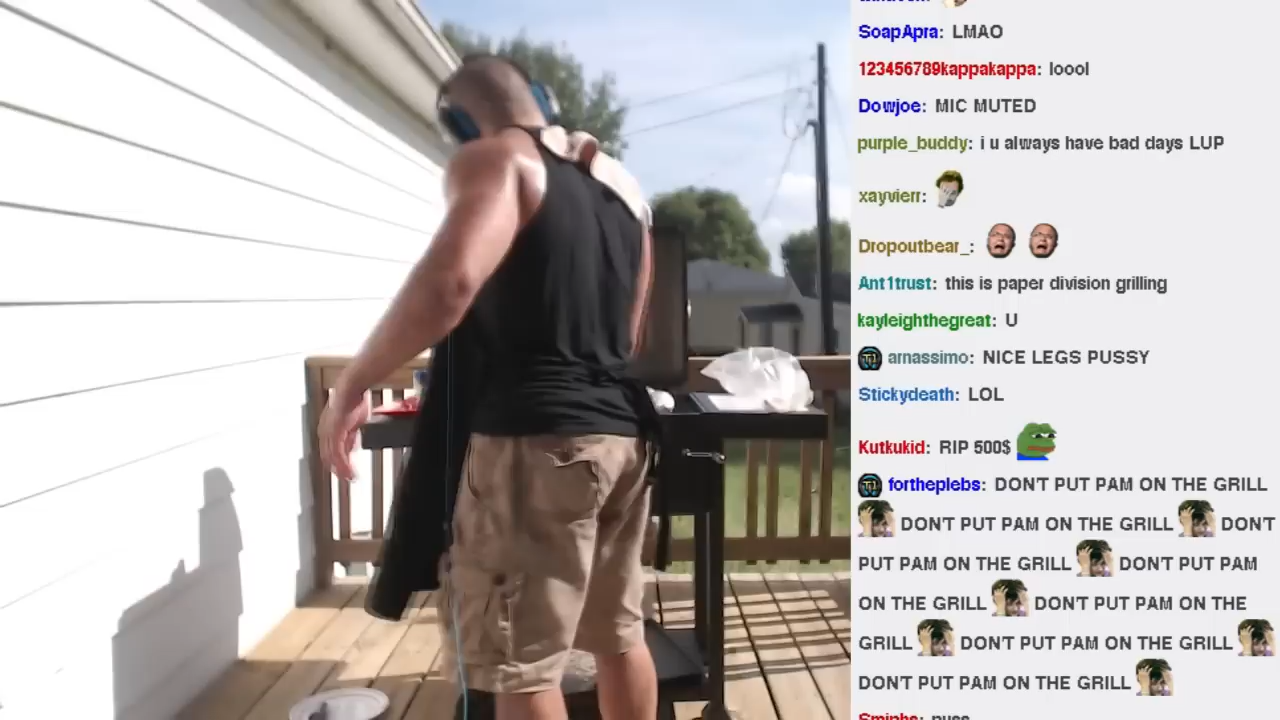 SoapApra: LMAO
123456789kappakappa: loool
Dowjoe: MIC MUTED
purple_buddy: i u always have bad days LUP
xayvierr:
Dropoutbear_:
Ant1trust: this is paper division grilling
kayleighthegreat: U
arnassimo: NICE LEGS PUSSY
Stickydeath: LOL
Kutkukid: RIP 500$
fortheplebs: DON'T PUT PAM ON THE GRILL
DON'T PUT PAM ON THE GRILL DON'T
PUT PAM ON THE GRILL DON'T PUT PAM
ON THE GRILL DON'T PUT PAM ON THE
GRILL DON'T PUT PAM ON THE GRILL
DON'T PUT PAM ON THE GRILL